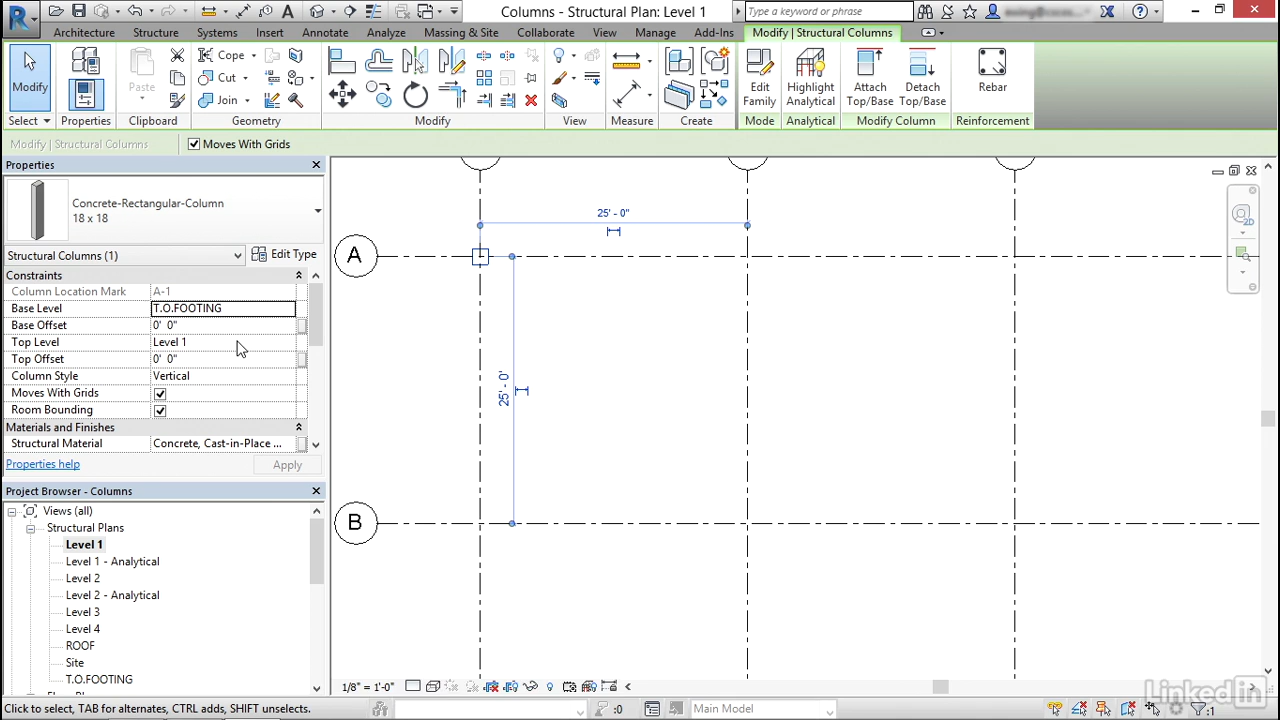 Columns - Structural Plan: Level 1
Type a keyword or phrase
Architecture Structure Systems Insert Annotate Analyze Massing & Site Collaborate View Manage Add-Ins Modify | Structural Columns
Modify
Select
Properties
Paste
Clipboard
Cope
Cut
Join
Geometry
Modify
View
Measure
Create
Edit
Family
Mode
Highlight
Analytical
Analytical
Attach
Top/Base
Detach
Top/Base
Modify Column
Rebar
Reinforcement
Modify | Structural Columns
Moves With Grids
Properties
Concrete-Rectangular-Column
18 x 18
Structural Columns (1)
Edit Type
Constraints
Column Location Mark A-1
Base Level T.O.FOOTING
Base Offset 0' 0"
Top Level Level 1
Top Offset 0' 0"
Column Style Vertical
Moves With Grids
Room Bounding
Materials and Finishes
Structural Material Concrete, Cast-in-Place ...
Properties help
Apply
Project Browser - Columns
Views (all)
Structural Plans
Level 1
Level 1 - Analytical
Level 2
Level 2 - Analytical
Level 3
Level 4
ROOF
Site
T.O.FOOTING
25' - 0"
A
25' - 0'
B
2D
1/8" = 1'-0"
Click to select, TAB for alternates, CTRL adds, SHIFT unselects.
:0
Main Model
:1
Linked in